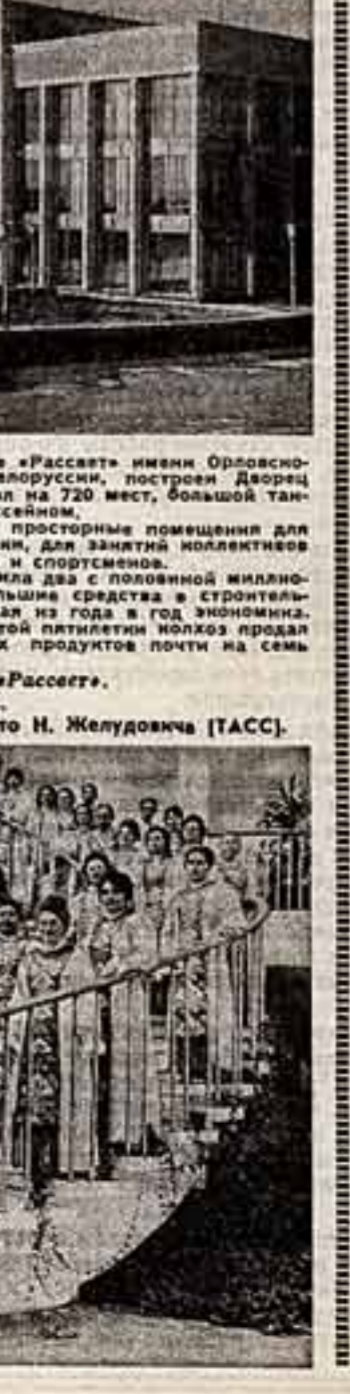 е «Рассвет» имени Орловско-
елоруссии, построен Дворец
ал на 720 мест, большой тан-
ссейном,
просторные помещения для
ии, для занятий коллективов
и спортсменов.
ила два с половиной миллио-
льшие средства в строитель-
ая из года в год экономика.
той пятилетии колхоз продал
х продуктов почти на семь
«Рассвет».
то Н. Желудовича [ТАСС].